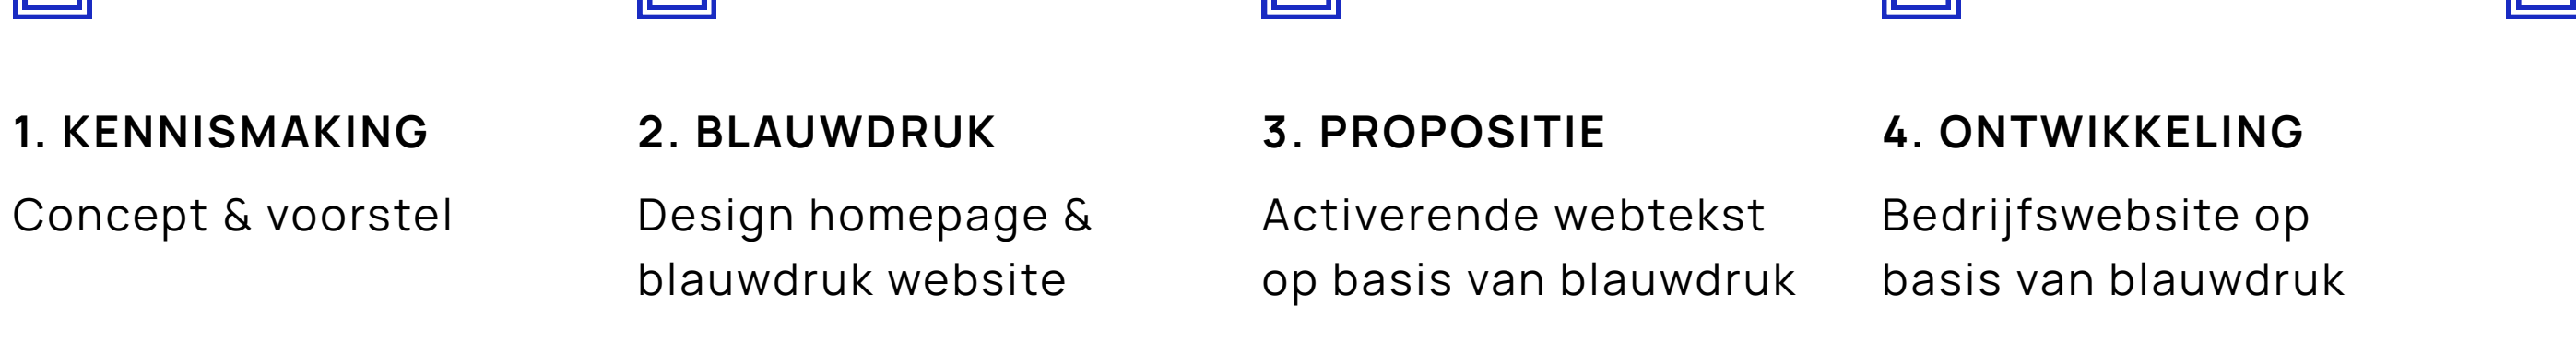 1. KENNISMAKING
Concept & voorstel
2. BLAUWDRUK
Design homepage &
blauwdruk website
3. PROPOSITIE
Activerende webtekst
op basis van blauwdruk
4. ONTWIKKELING
Bedrijfswebsite op
basis van blauwdruk